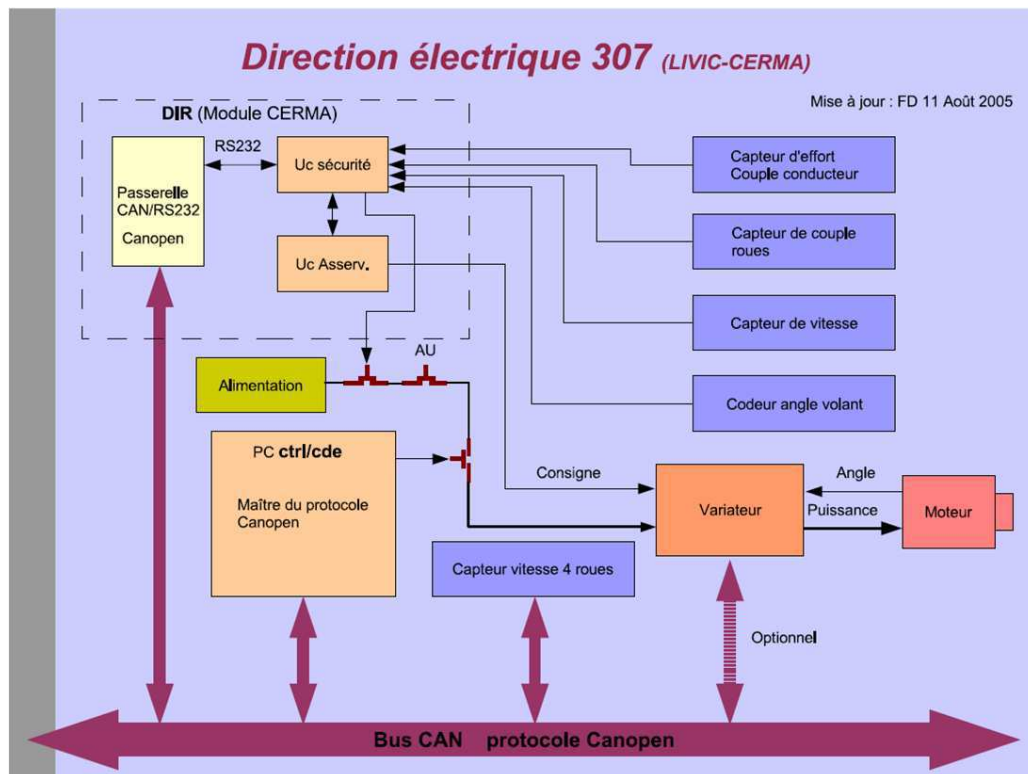 Direction électrique 307 (LIVIC-CERMA)
Mise à jour : FD 11 Août 2005
DIR (Module CERMA)
RS232
Passerelle
CAN/RS232
Canopen
Uc sécurité
Uc Asserv.
Capteur d'effort
Couple conducteur
Capteur de couple
roues
Capteur de vitesse
Codeur angle volant
AU
Alimentation
PC ctrl/cde
Maître du protocole
Canopen
Consigne
Variateur
Angle
Puissance
Moteur
Capteur vitesse 4 roues
Optionnel
Bus CAN protocole Canopen